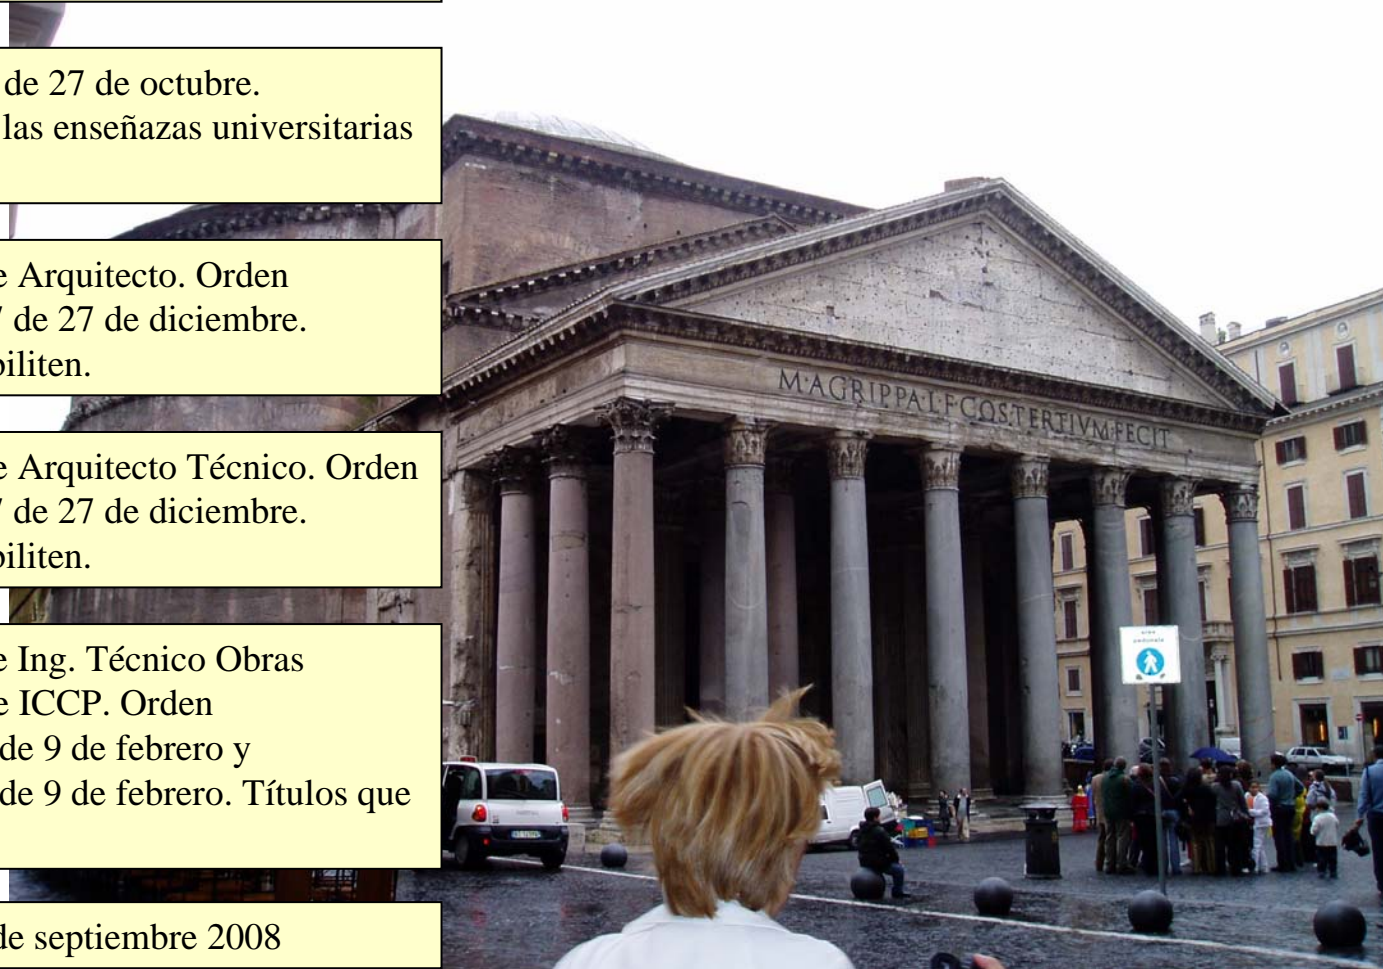 de 27 de octubre.
las enseñazas universitarias
e Arquitecto. Orden
de 27 de diciembre.
biliten.
e Arquitecto Técnico. Orden
de 27 de diciembre.
biliten.
e Ing. Técnico Obras
e ICCP. Orden
de 9 de febrero y
de 9 de febrero. Títulos que
de septiembre 2008
M·AGRIPPA·L·F·COS·TERTIVM·FECIT
area
pedonale